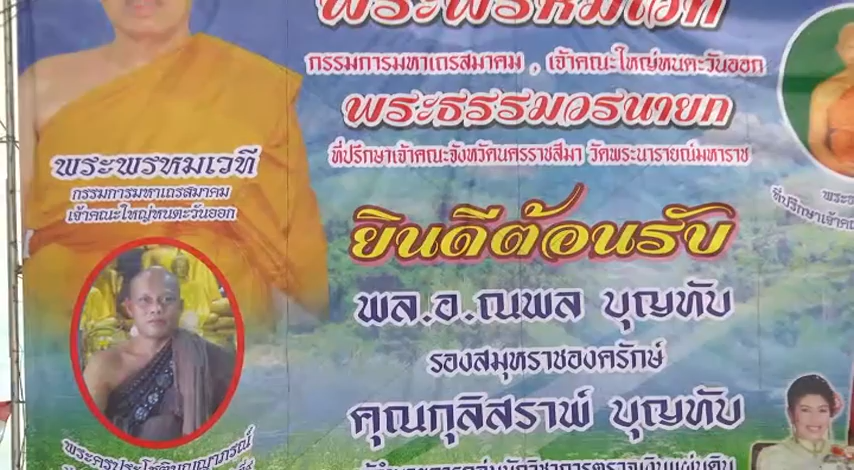 พระพรหมเวที
กรรมการมหาเถรสมาคม , เจ้าคณะใหญ่หนตะวันออก
พระธรรมวรนายก
ที่ปรึกษาเจ้าคณะจังหวัดนครราชสีมา วัดพระนารายณ์มหาราช
พระพรหมเวที
กรรมการมหาเถรสมาคม
เจ้าคณะใหญ่หนตะวันออก
ยินดีต้อนรับ
พล.อ.ณพล บุญทับ
รองสมุหราชองครักษ์
คุณกุลิสราพ์ บุญทับ
ที่ปรึกษาเจ้า